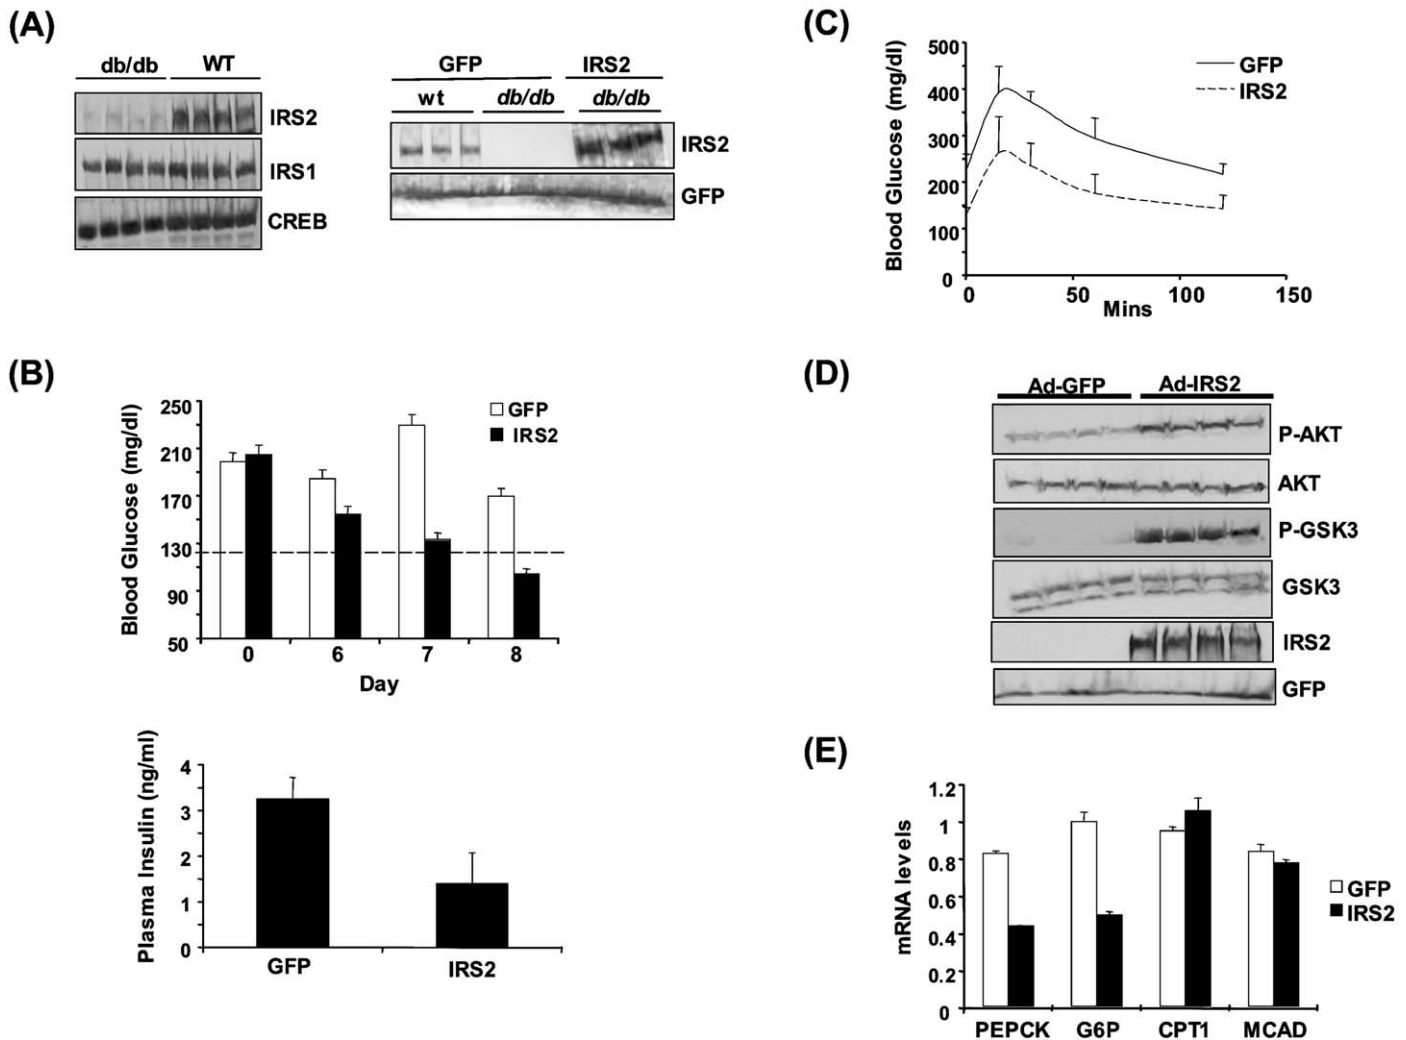 (A)
db/db WT
IRS2
IRS1
CREB
GFP IRS2
wt db/db db/db
IRS2
GFP
(B)
Blood Glucose (mg/dl)
250
210
170
130
90
50
GFP
IRS2
0 6 7 8
Day
Plasma Insulin (ng/ml)
4
3
2
1
0
GFP IRS2
(C)
Blood Glucose (mg/dl)
500
400
300
200
100
0
GFP
IRS2
0 50 100 150
Mins
(D)
Ad-GFP Ad-IRS2
P-AKT
AKT
P-GSK3
GSK3
IRS2
GFP
(E)
mRNA levels
1.2
1
0.8
0.6
0.4
0.2
0
GFP
IRS2
PEPCK G6P CPT1 MCAD